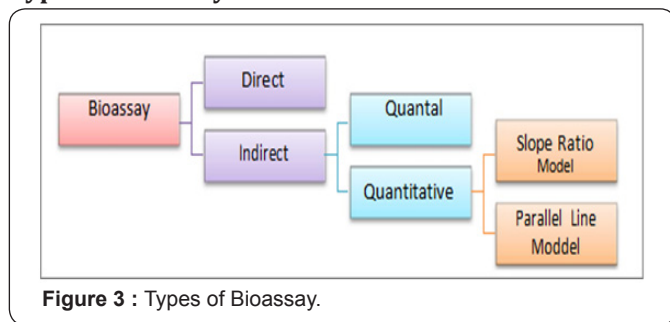 Bioassay
Direct
Indirect
Quantal
Quantitative
Slope Ratio
Model
Parallel Line
Moddel
Figure 3 : Types of Bioassay.